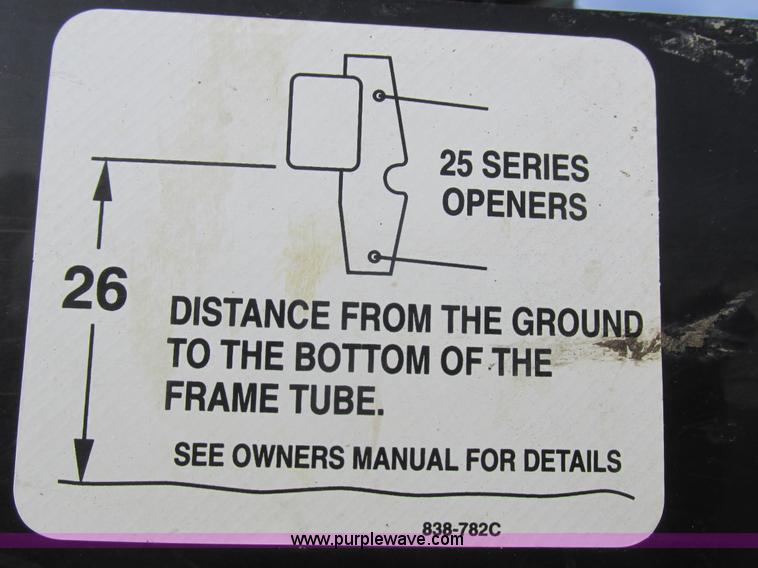 25 SERIES
OPENERS
26
DISTANCE FROM THE GROUND
TO THE BOTTOM OF THE
FRAME TUBE.
SEE OWNERS MANUAL FOR DETAILS
838-782C
www.purplewave.com